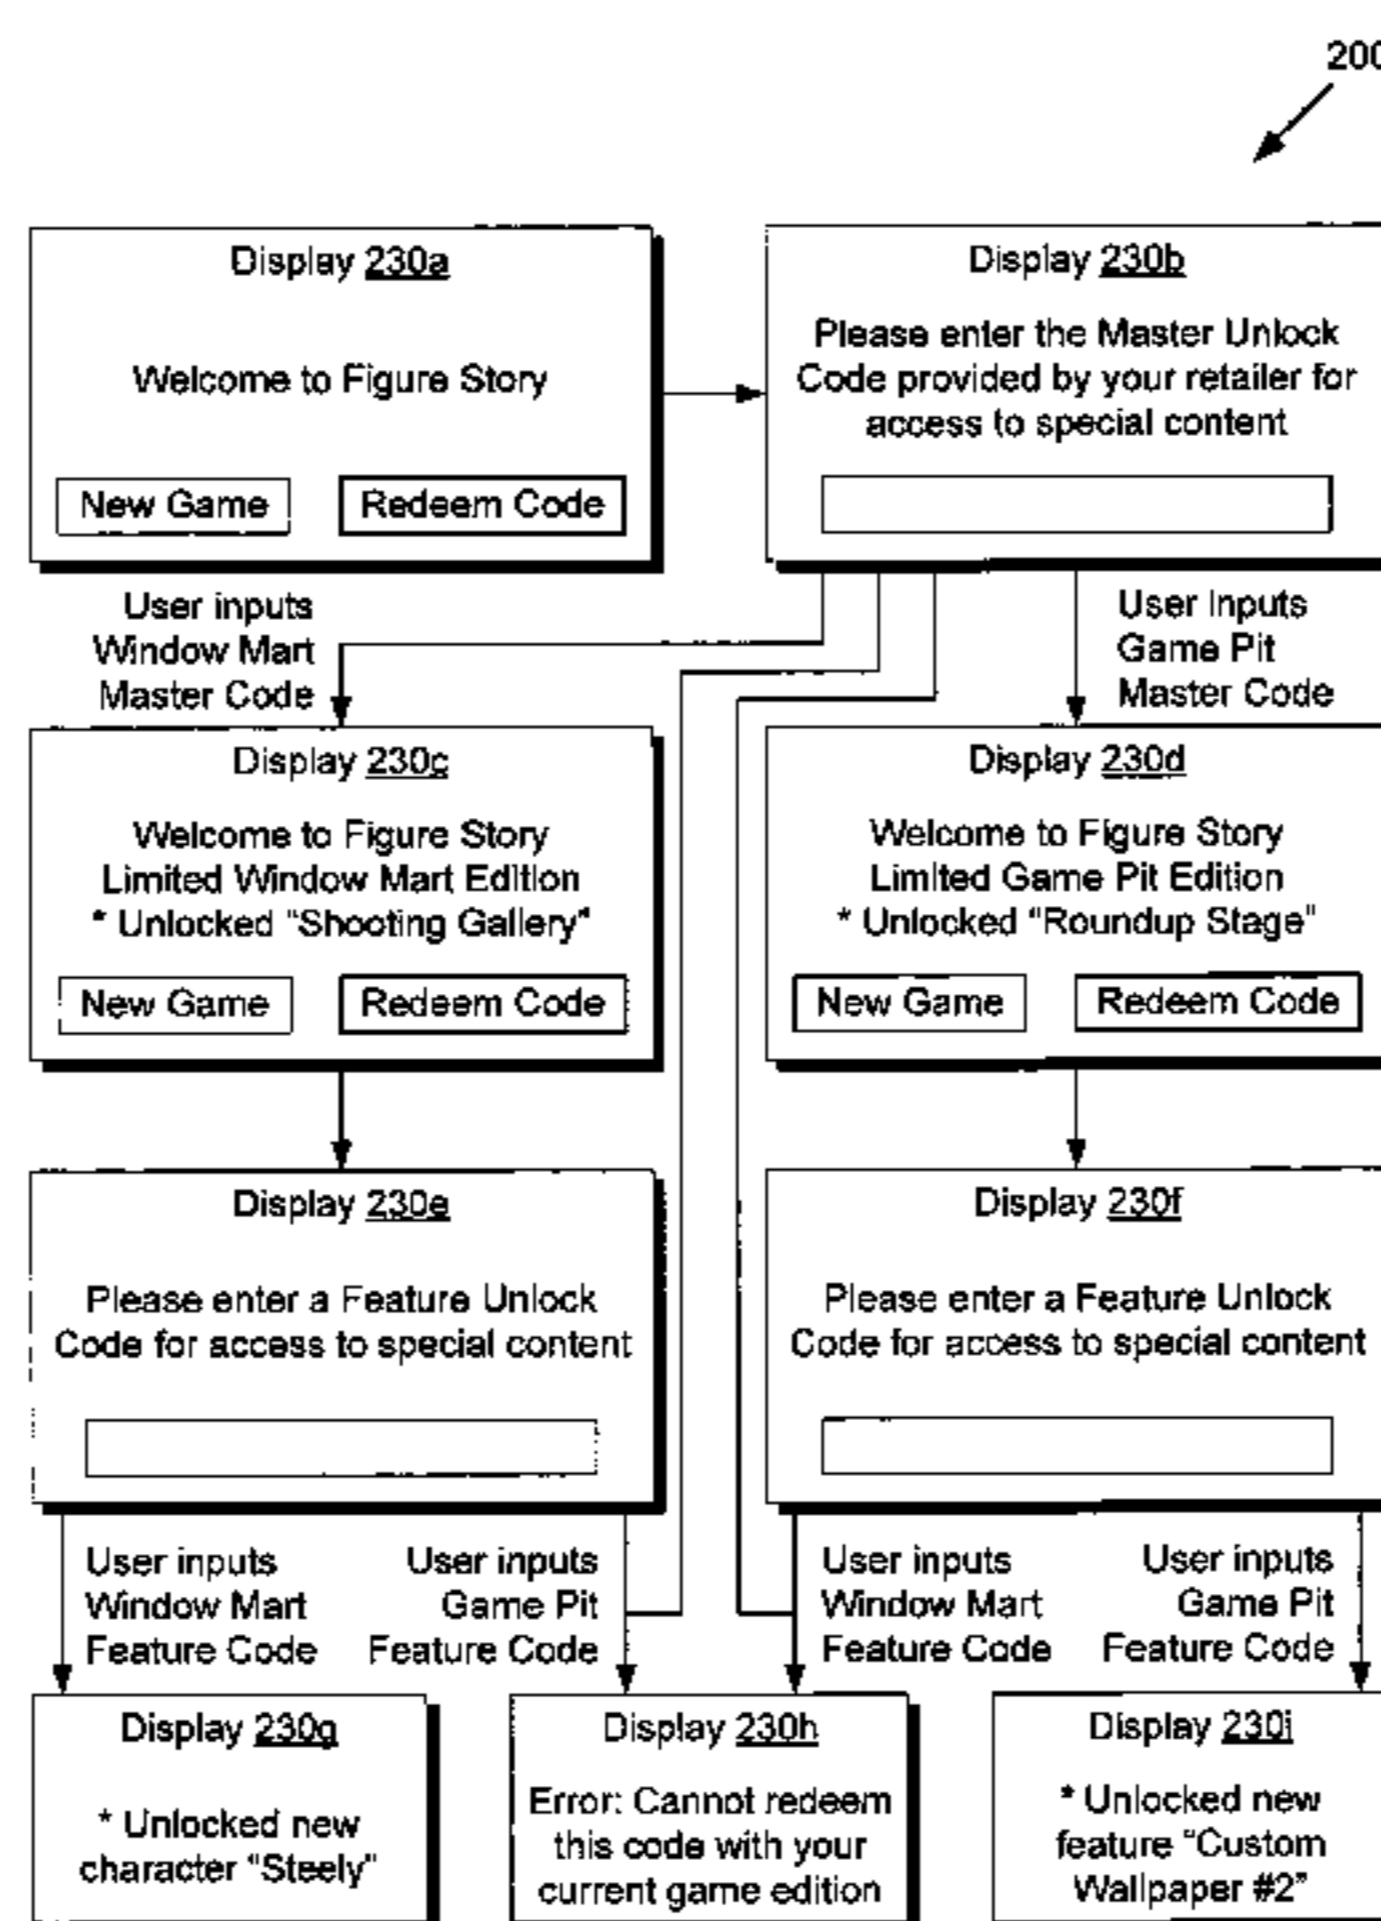 200
Display 230a
Welcome to Figure Story
New Game
Redeem Code
Display 230b
Please enter the Master Unlock
Code provided by your retailer for
access to special content
User inputs
Window Mart
Master Code
User Inputs
Game Pit
Master Code
Display 230c
Welcome to Figure Story
Limited Window Mart Edition
* Unlocked "Shooting Gallery"
New Game
Redeem Code
Display 230d
Welcome to Figure Story
Limited Game Pit Edition
* Unlocked "Roundup Stage"
New Game
Redeem Code
Display 230e
Please enter a Feature Unlock
Code for access to special content
Display 230f
Please enter a Feature Unlock
Code for access to special content
User inputs
Window Mart
Feature Code
User inputs
Game Pit
Feature Code
User inputs
Window Mart
Feature Code
User inputs
Game Pit
Feature Code
Display 230g
* Unlocked new
character "Steely"
Display 230h
Error: Cannot redeem
this code with your
current game edition
Display 230i
* Unlocked new
feature "Custom
Wallpaper #2"